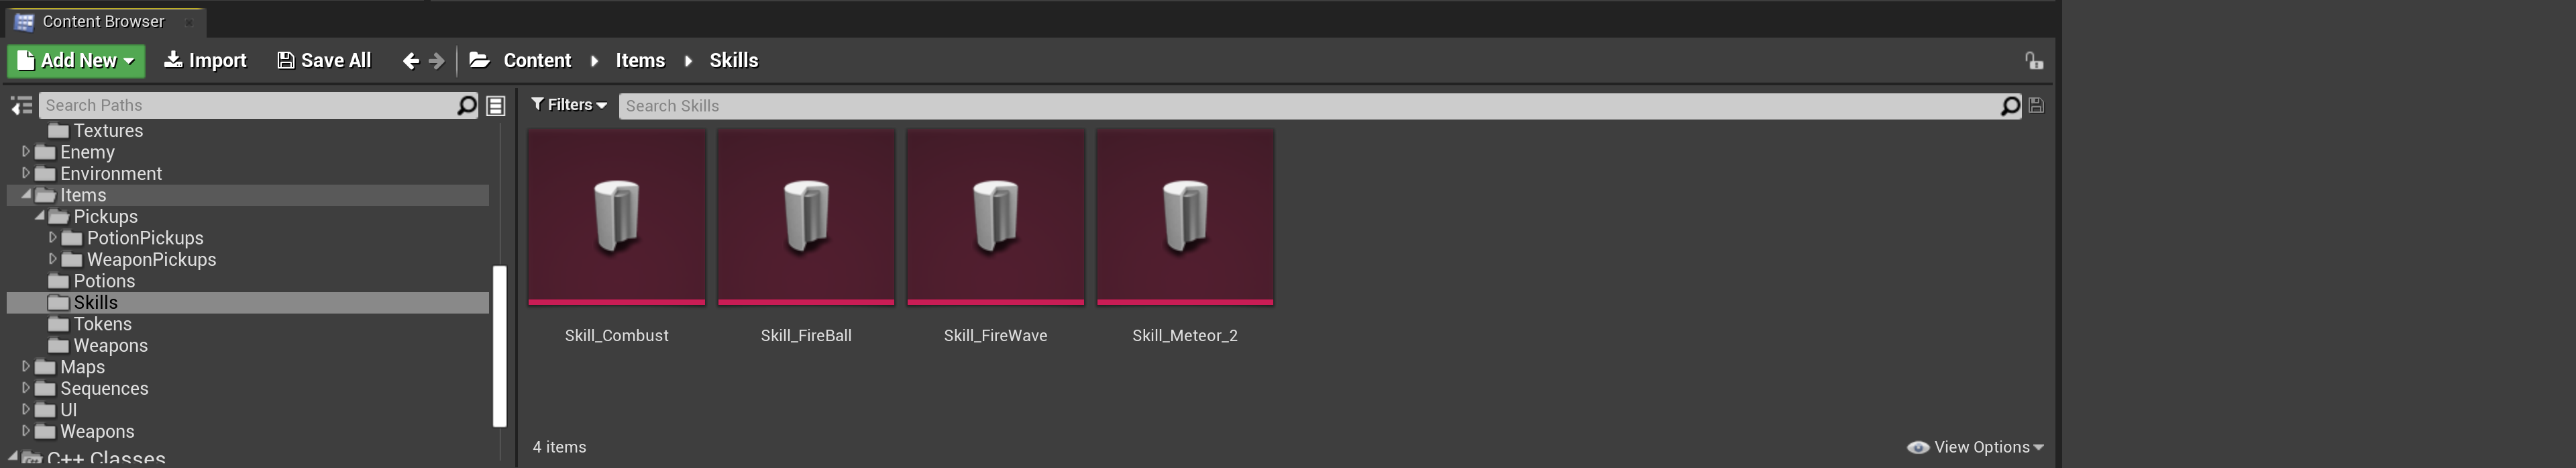 Content Browser
Add New Import Save All Content Items Skills
Search Paths
Filters Search Skills
Textures
Enemy
Environment
Items
Pickups
PotionPickups
WeaponPickups
Potions
Skills
Tokens
Weapons
Maps
Sequences
UI
Weapons
C++ Classes
Skill_Combust Skill_FireBall Skill_FireWave Skill_Meteor_2
4 items View Options